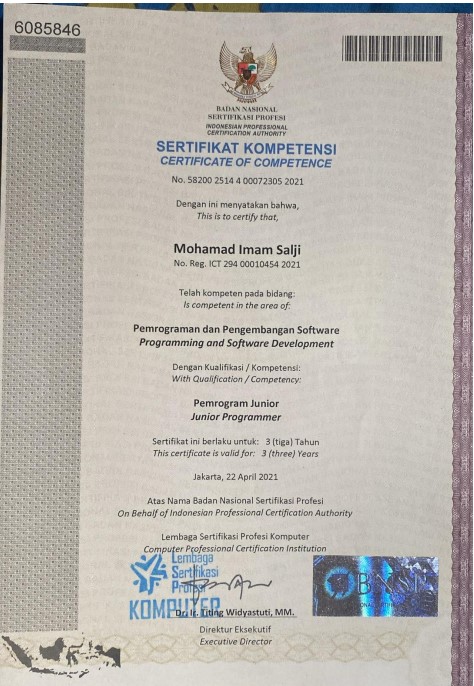 6085846
BADAN NASIONAL
SERTIFIKASI PROFESI
INDONESIAN PROFESSIONAL
CERTIFICATION AUTHORITY
SERTIFIKAT KOMPETENSI
CERTIFICATE OF COMPETENCE
No. 58200 2514 4 00072305 2021
Dengan ini menyatakan bahwa,
This is to certify that,
Mohamad Imam Salji
No. Reg. ICT 294 00010454 2021
Telah kompeten pada bidang:
Is competent in the area of:
Pemrograman dan Pengembangan Software
Programming and Software Development
Dengan Kualifikasi / Kompetensi:
With Qualification / Competency:
Pemrogram Junior
Junior Programmer
Sertifikat ini berlaku untuk: 3 (tiga) Tahun
This certificate is valid for: 3 (three) Years
Jakarta, 22 April 2021
Atas Nama Badan Nasional Sertifikasi Profesi
On Behalf of Indonesian Professional Certification Authority
Lembaga Sertifikasi Profesi Komputer
Computer Professional Certification Institution
Lembaga
Sertifikasi
Profesi
KOMPUTER
BNSP
Dr. Ir. Titing Widyastuti, MM.
Direktur Eksekutif
Executive Director